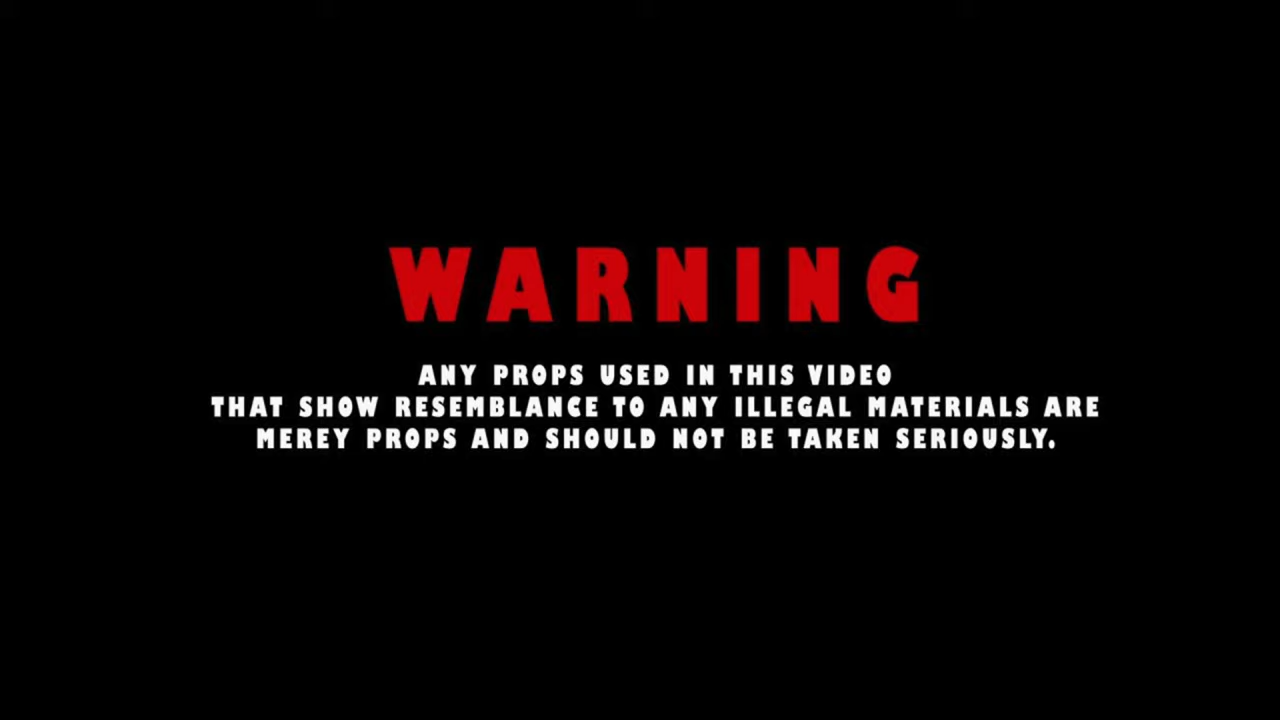 WARNING
ANY PROPS USED IN THIS VIDEO
THAT SHOW RESEMBLANCE TO ANY ILLEGAL MATERIALS ARE
MEREY PROPS AND SHOULD NOT BE TAKEN SERIOUSLY.